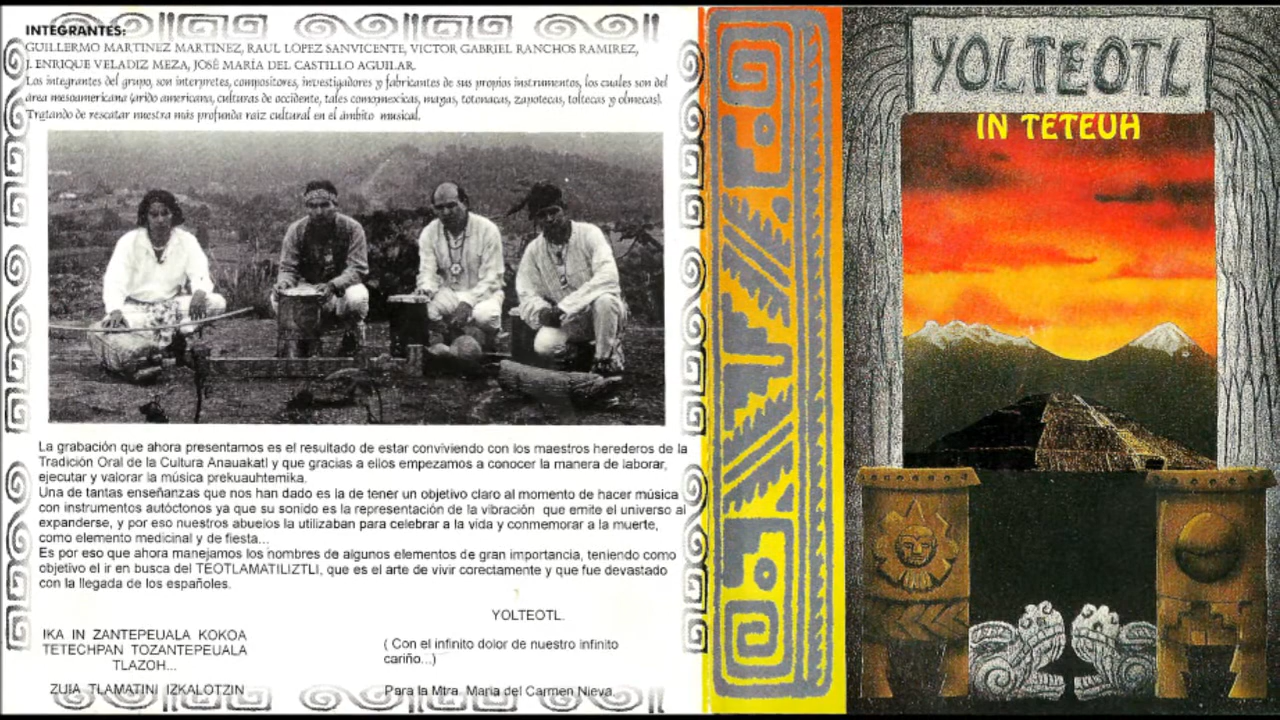 INTEGRANTES:
GUILLERMO MARTINEZ MARTINEZ, RAUL LOPEZ SANVICENTE, VICTOR GABRIEL RANCHOS RAMIREZ,
J. ENRIQUE VELADIZ MEZA, JOSÉ MARÍA DEL CASTILLO AGUILAR.
Los integrantes del grupo, son interpretes, compositores, investigadores y fabricantes de sus propios instrumentos, los cuales son del
área mesoamericana (arido americana, culturas de occidente, tales como;mexicas, mayas, totonacas, zapotecas, toltecas y olmecas).
Tratando de rescatar nuestra más profunda raiz cultural en el ámbito musical.
La grabación que ahora presentamos es el resultado de estar conviviendo con los maestros herederos de la
Tradición Oral de la Cultura Anauakatl y que gracias a ellos empezamos a conocer la manera de laborar,
ejecutar y valorar la música prekuauhtemika.
Una de tantas enseñanzas que nos han dado es la de tener un objetivo claro al momento de hacer música
con instrumentos autóctonos ya que su sonido es la representación de la vibración que emite el universo al
expanderse, y por eso nuestros abuelos la utilizaban para celebrar a la vida y conmemorar a la muerte,
como elemento medicinal y de fiesta...
Es por eso que ahora manejamos los nombres de algunos elementos de gran importancia, teniendo como
objetivo el ir en busca del TEOTLAMATILIZTLI, que es el arte de vivir corectamente y que fue devastado
con la llegada de los españoles.
YOLTEOTL.
IKA IN ZANTEPEUALA KOKOA
TETECHPAN TOZANTEPEUALA
TLAZOH...
( Con el infinito dolor de nuestro infinito
cariño...)
ZUIA TLAMATINI IZKALOTZIN
Para la Mtra. Maria del Carmen Nieva.
YOLTEOTL
IN TETEUH